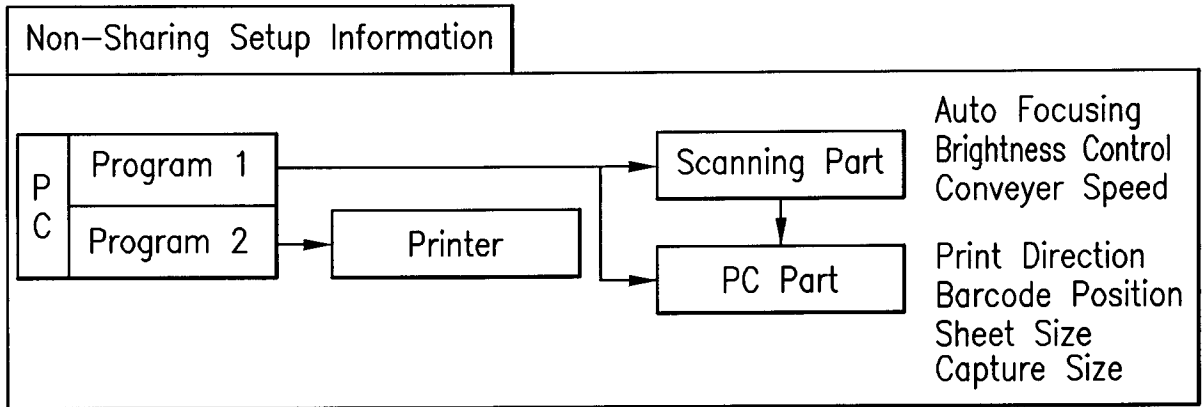 Non-Sharing Setup Information
PC
Program 1
Program 2
Printer
Scanning Part
PC Part
Auto Focusing
Brightness Control
Conveyer Speed
Print Direction
Barcode Position
Sheet Size
Capture Size